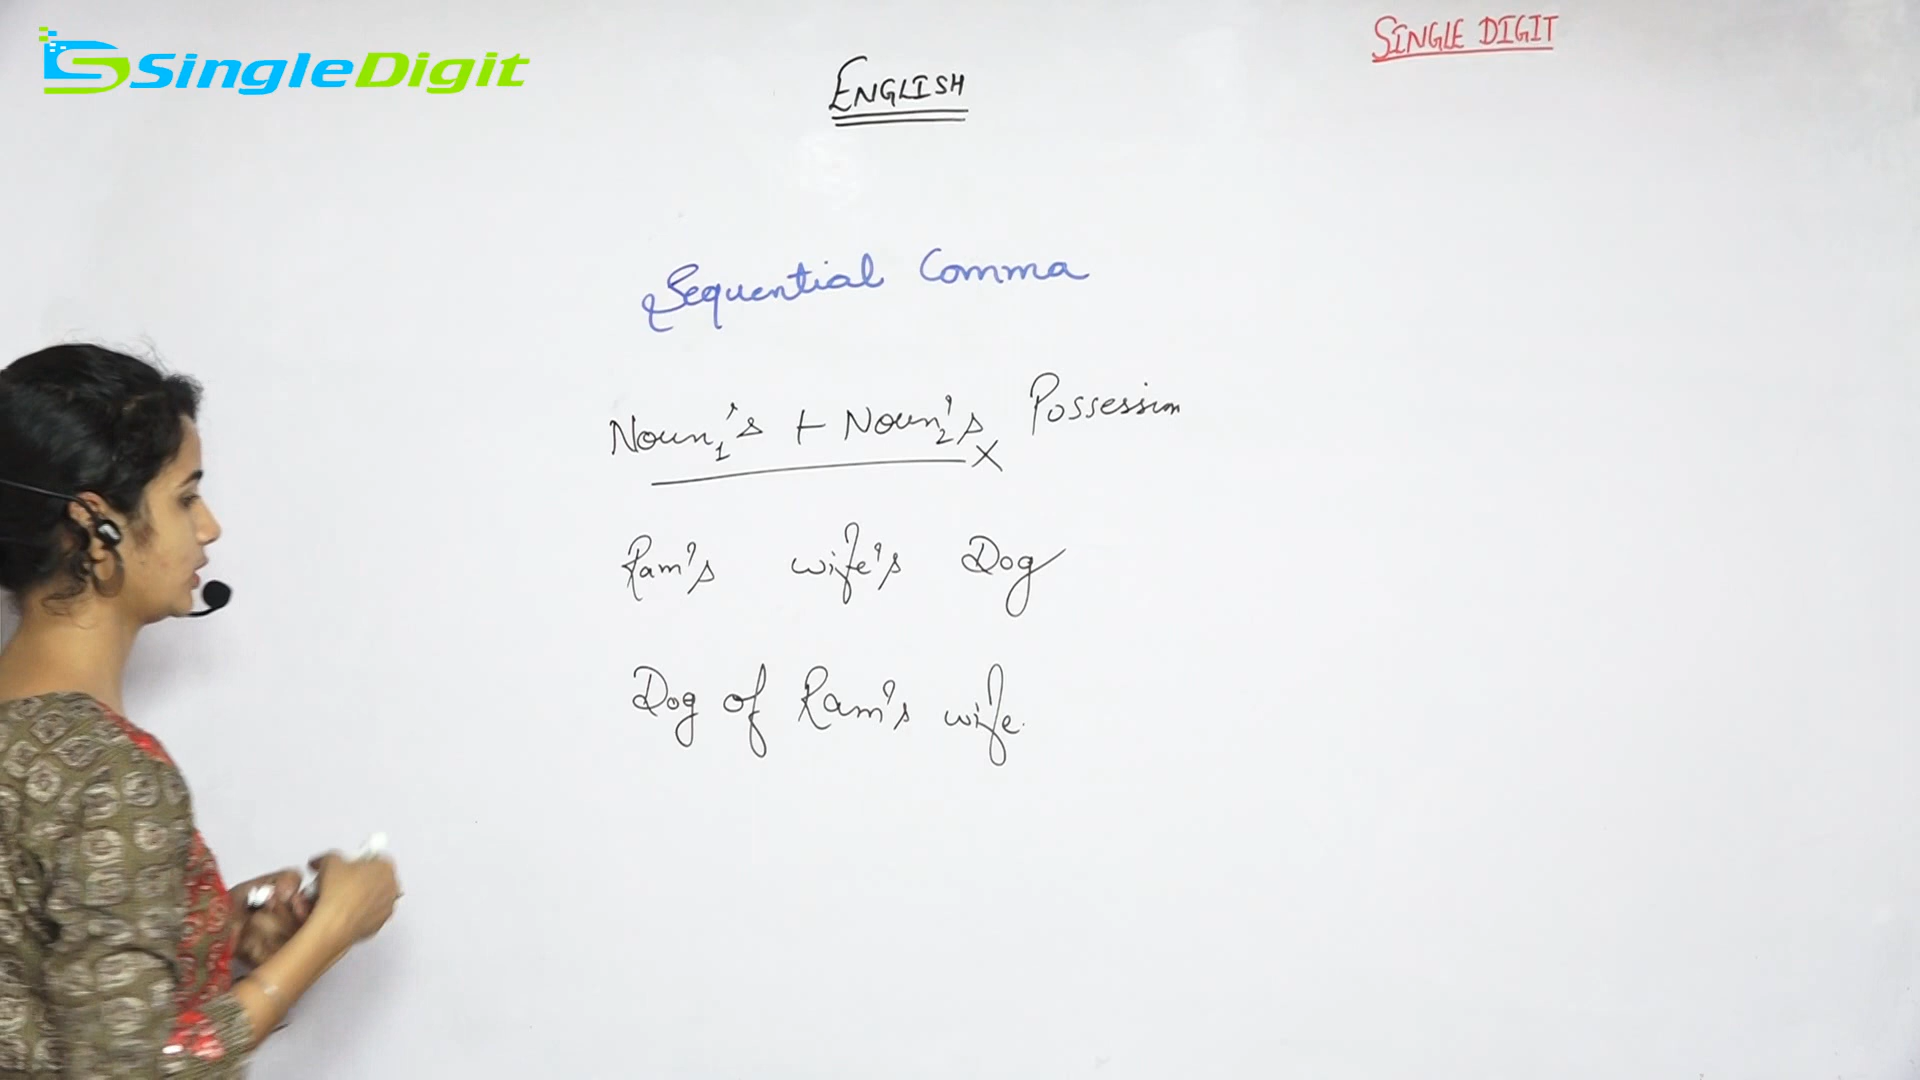 SingleDigit
SINGLE DIGIT
ENGLISH
Sequential Comma
Noun1's + Noun2's Possession
X
Ram's wife's Dog
Dog of Ram's wife.